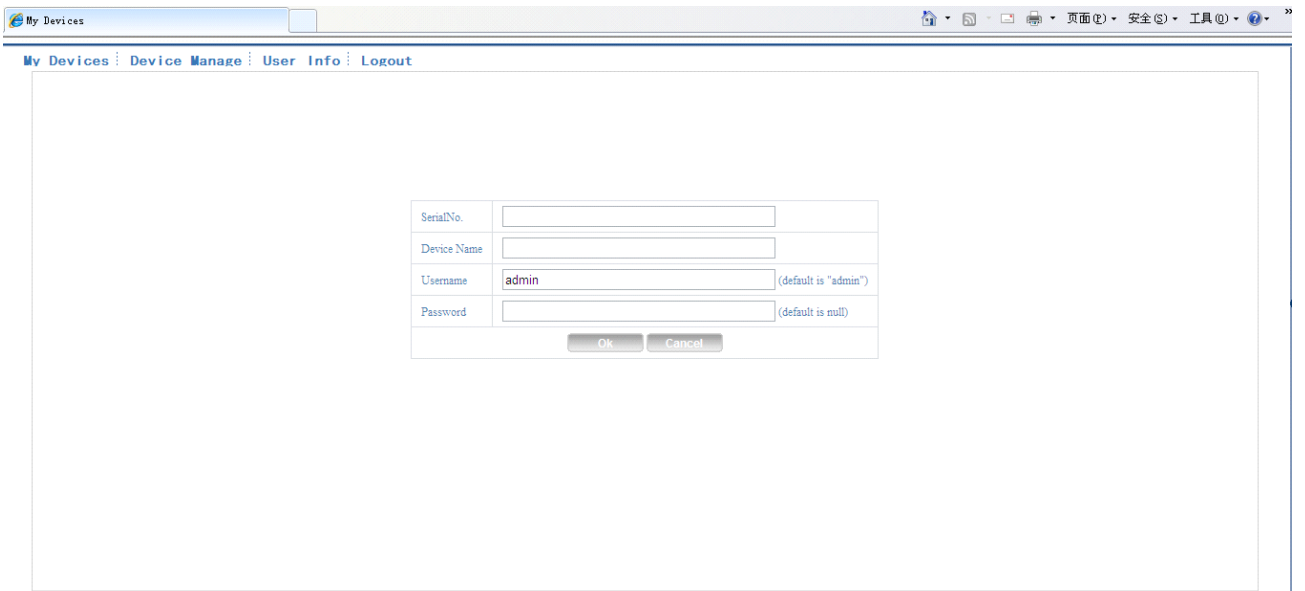 My Devices 页面(P) 安全(S) 工具(O) »
My Devices Device Manage User Info Logout
SerialNo.
Device Name
Username admin (default is "admin")
Password (default is null)
Ok Cancel